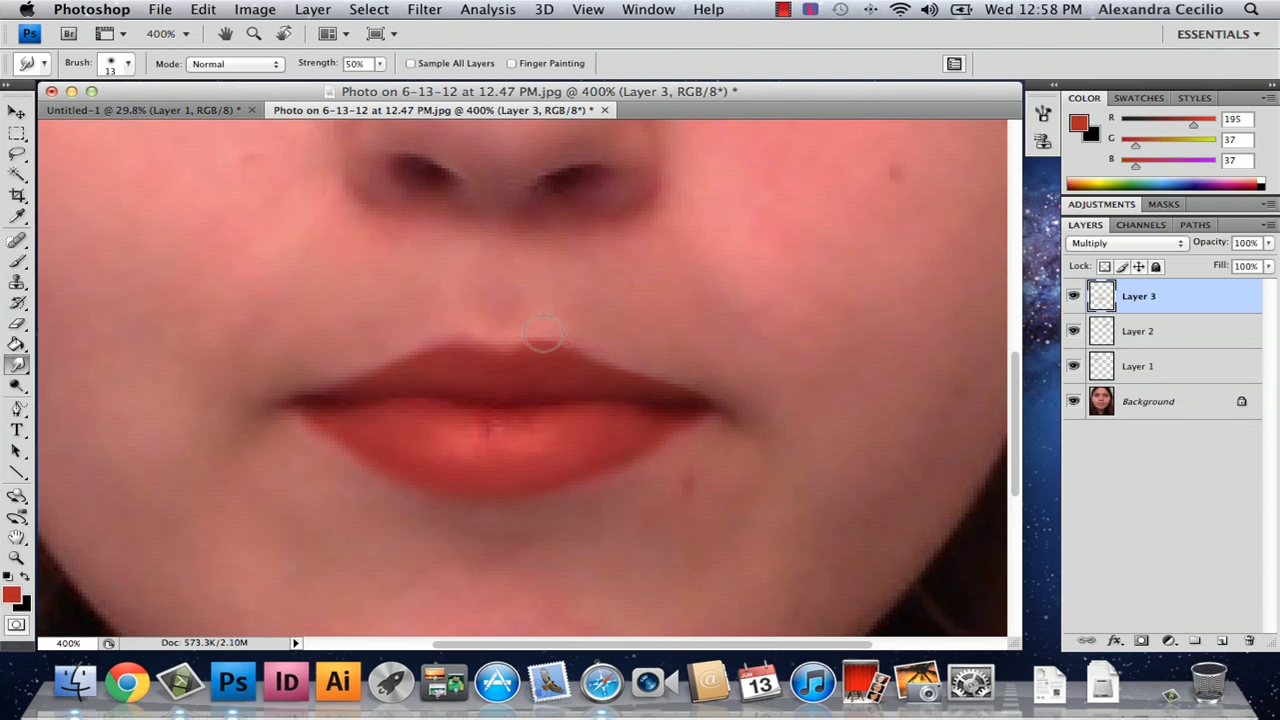 Photoshop File Edit Image Layer Select Filter Analysis 3D View Window Help Wed 12:58 PM Alexandra Cecilio
Ps Br 400% ESSENTIALS
Brush: 13 Mode: Normal Strength: 50% Sample All Layers Finger Painting
Photo on 6-13-12 at 12.47 PM.jpg @ 400% (Layer 3, RGB/8*) *
Untitled-1 @ 29.8% (Layer 1, RGB/8) * Photo on 6-13-12 at 12.47 PM.jpg @ 400% (Layer 3, RGB/8*) *
COLOR SWATCHES STYLES
R 195
G 37
B 37
ADJUSTMENTS MASKS
LAYERS CHANNELS PATHS
Multiply Opacity: 100%
Lock: Fill: 100%
Layer 3
Layer 2
Layer 1
Background
400% Doc: 573.3K/2.10M
Ps ID Ai JUN 13